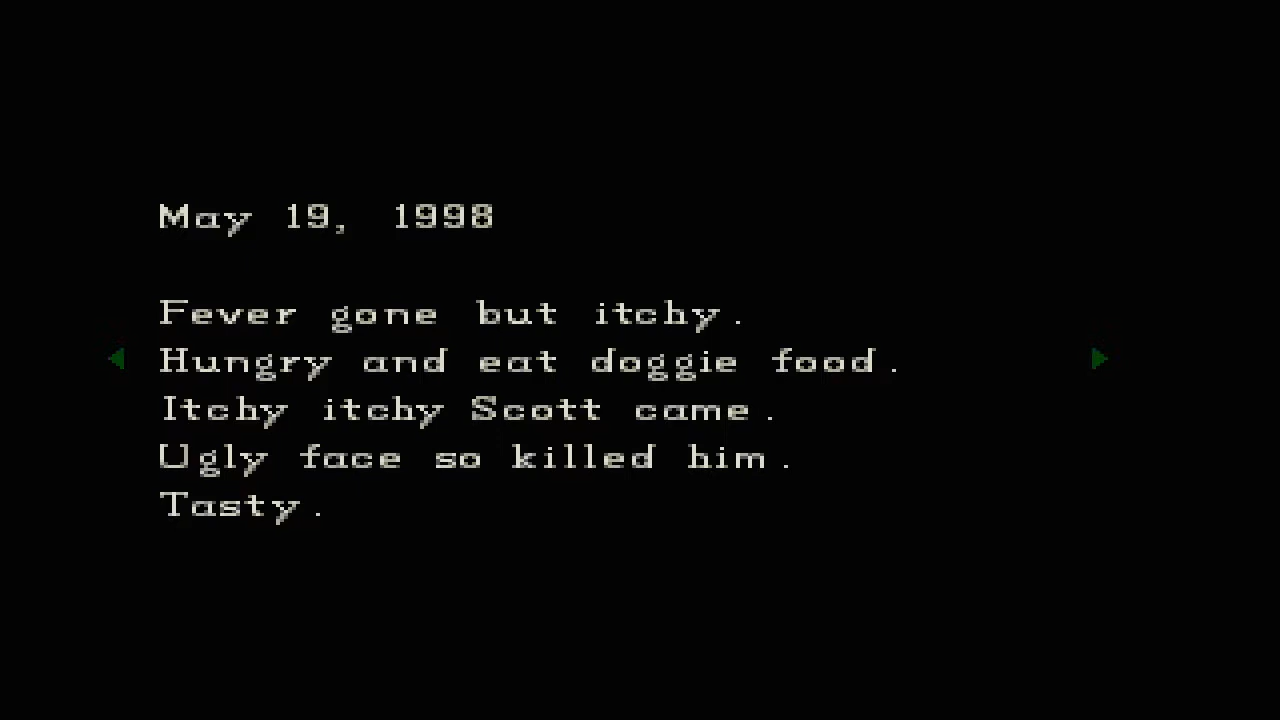 May 19, 1998
Fever gone but itchy.
Hungry and eat doggie food.
Itchy itchy Scott came.
Ugly face so killed him.
Tasty.